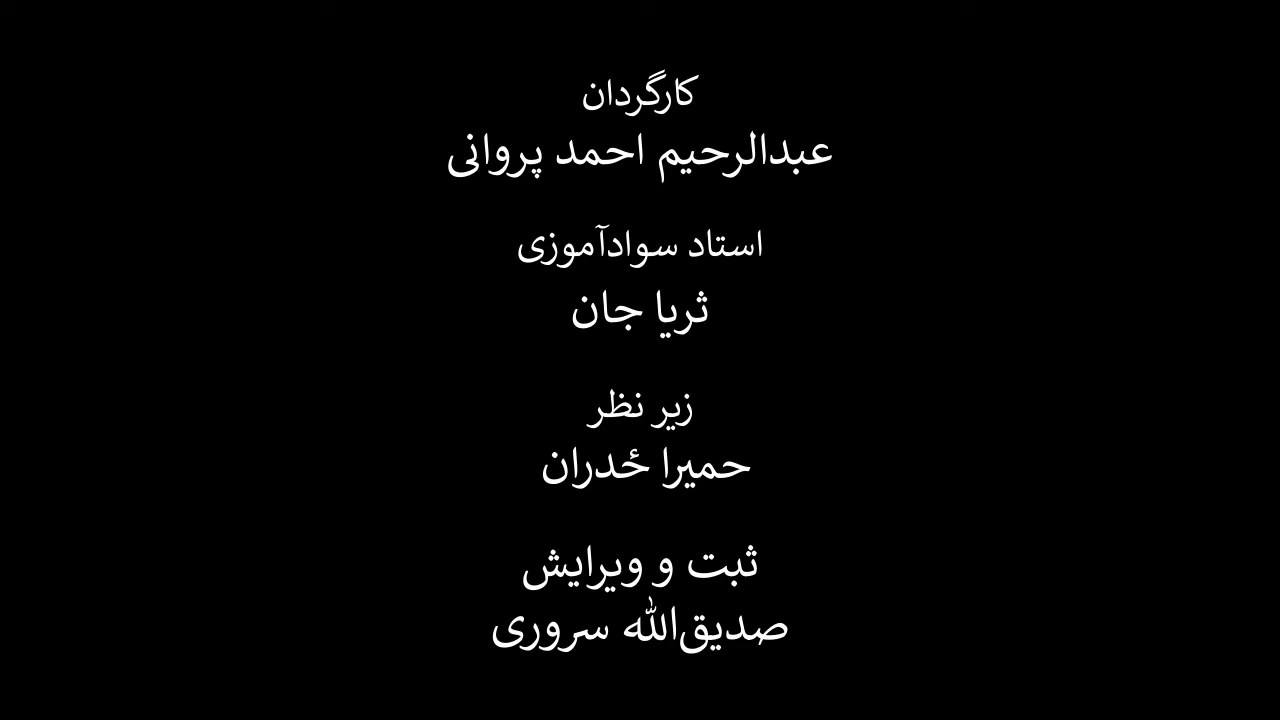 کارگردان
عبدالرحیم احمد پروانی
استاد سوادآموزی
ثریا جان
زیر نظر
حمیرا ځدران
ثبت و ویرایش
صدیق‌الله سروری